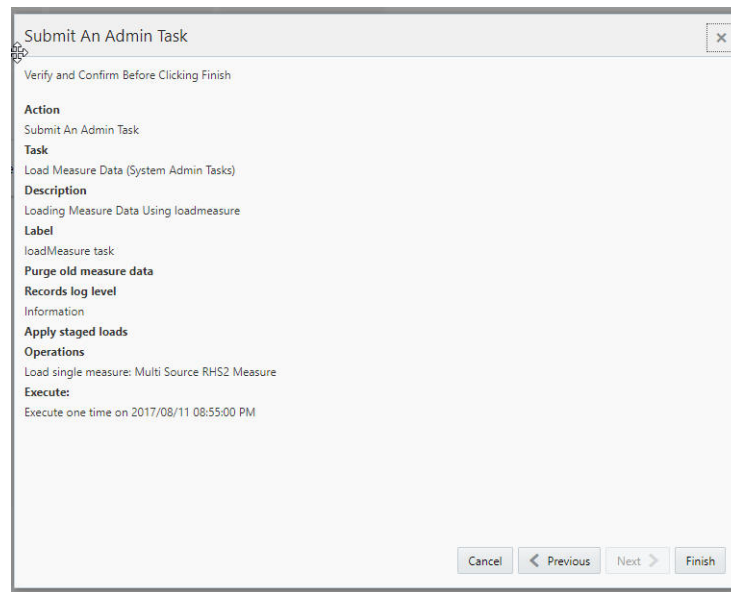 Submit An Admin Task
Verify and Confirm Before Clicking Finish
Action
Submit An Admin Task
Task
Load Measure Data (System Admin Tasks)
Description
Loading Measure Data Using loadmeasure
Label
loadMeasure task
Purge old measure data
Records log level
Information
Apply staged loads
Operations
Load single measure: Multi Source RHS2 Measure
Execute:
Execute one time on 2017/08/11 08:55:00 PM
Cancel Previous Next Finish